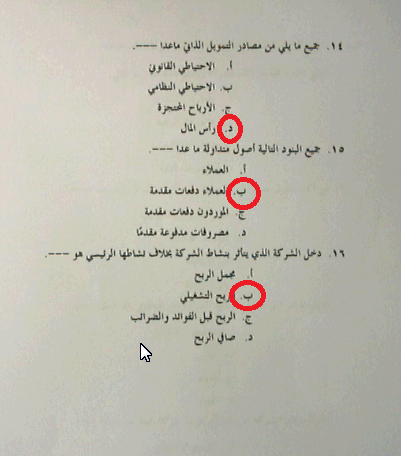 ١٤. جميع ما يلي من مصادر التمويل الذاتي ماعدا ---.
أ. الاحتياطي القانوني
ب. الاحتياطي النظامي
ج. الأرباح المحتجزة
د. رأس المال
١٥. جميع البنود التالية أصول متداولة ما عدا ---.
أ. العملاء
ب. العملاء دفعات مقدمة
ج. الموردون دفعات مقدمة
د. مصروفات مدفوعة مقدمًا
١٦. دخل الشركة الذي يتأثر بنشاط الشركة بخلاف نشاطها الرئيسي هو ---.
أ. مجمل الربح
ب. الربح التشغيلي
ج. الربح قبل الفوائد والضرائب
د. صافي الربح